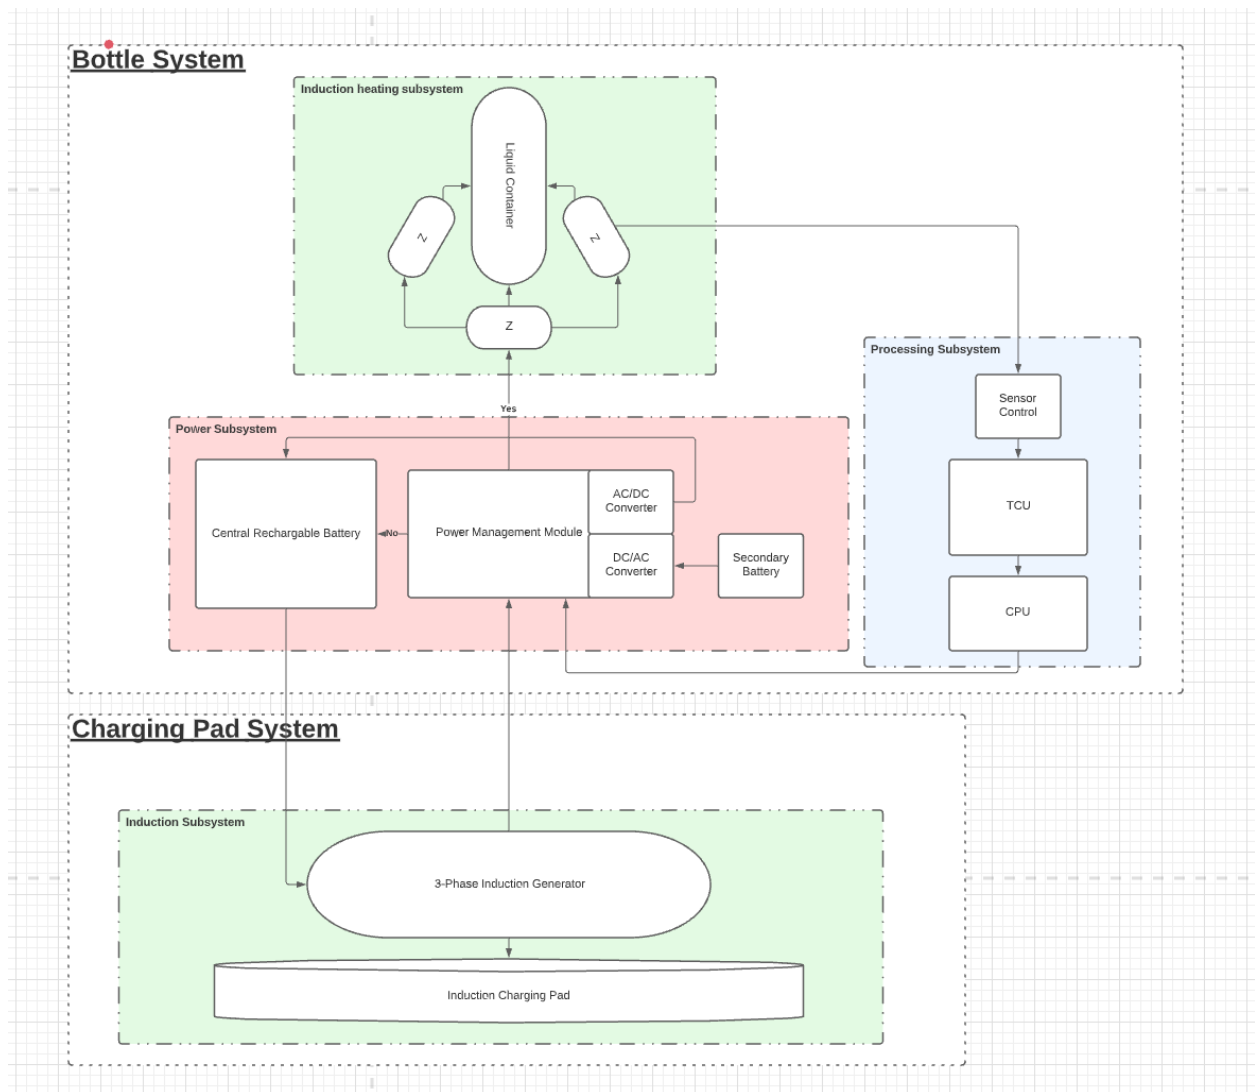 Bottle System
Induction heating subsystem
Liquid Container
Z
Z
Z
Processing Subsystem
Sensor
Control
TCU
CPU
Yes
Power Subsystem
Central Rechargable Battery
No
Power Management Module
AC/DC
Converter
DC/AC
Converter
Secondary
Battery
Charging Pad System
Induction Subsystem
3-Phase Induction Generator
Induction Charging Pad